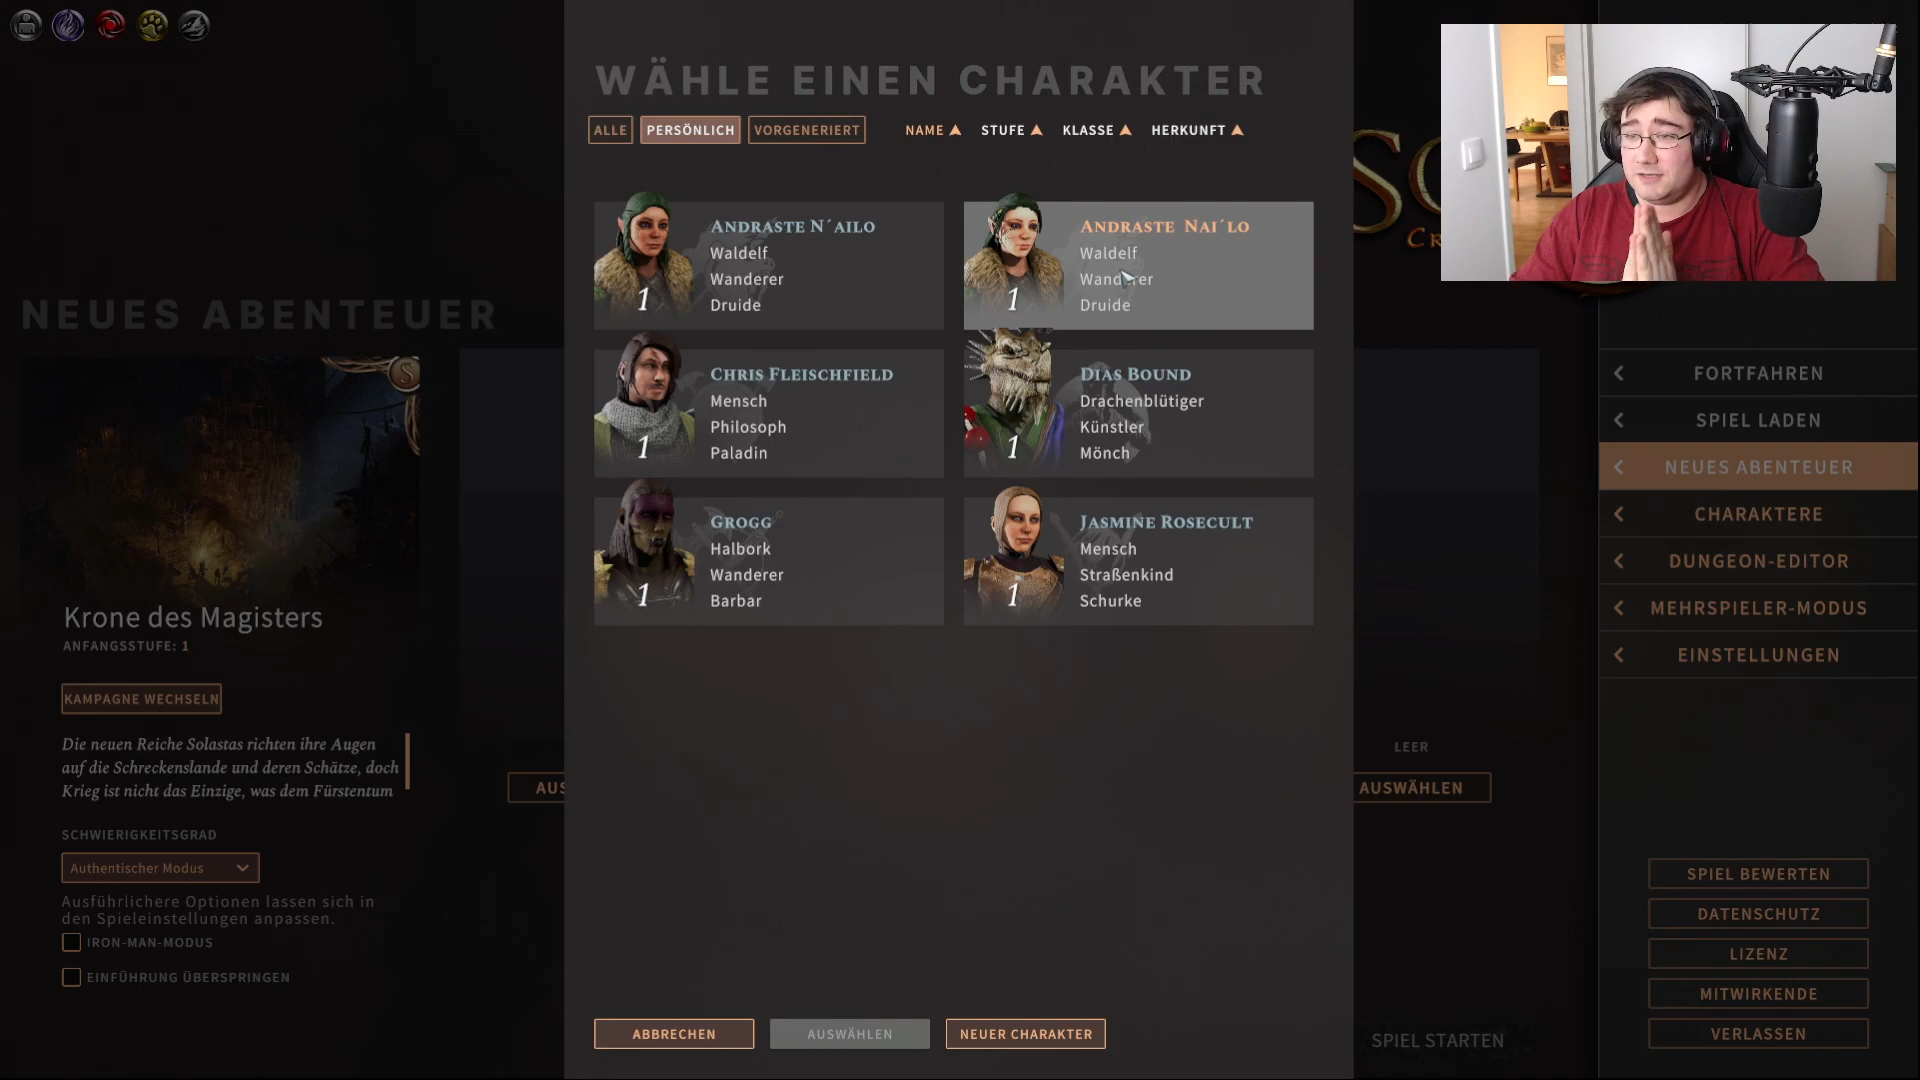 WÄHLE EINEN CHARAKTER
ALLE
PERSÖNLICH
VORGENERIERT
NAME
STUFE
KLASSE
HERKUNFT
ANDRASTE N´AILO
Waldelf
Wanderer
Druide
1
ANDRASTE NAI´LO
Waldelf
Wanderer
Druide
1
CHRIS FLEISCHFIELD
Mensch
Philosoph
Paladin
1
DIAS BOUND
Drachenblütiger
Künstler
Mönch
1
GROGG
Halbork
Wanderer
Barbar
1
JASMINE ROSECULT
Mensch
Straßenkind
Schurke
1
ABBRECHEN
AUSWÄHLEN
NEUER CHARAKTER
NEUES ABENTEUER
S
Krone des Magisters
ANFANGSSTUFE: 1
KAMPAGNE WECHSELN
Die neuen Reiche Solastas richten ihre Augen
auf die Schreckenslande und deren Schätze, doch
Krieg ist nicht das Einzige, was dem Fürstentum
SCHWIERIGKEITSGRAD
Authentischer Modus
Ausführlichere Optionen lassen sich in
den Spieleinstellungen anpassen.
IRON-MAN-MODUS
EINFÜHRUNG ÜBERSPRINGEN
AUS
LEER
AUSWÄHLEN
SPIEL STARTEN
FORTFAHREN
SPIEL LADEN
NEUES ABENTEUER
CHARAKTERE
DUNGEON-EDITOR
MEHRSPIELER-MODUS
EINSTELLUNGEN
SPIEL BEWERTEN
DATENSCHUTZ
LIZENZ
MITWIRKENDE
VERLASSEN